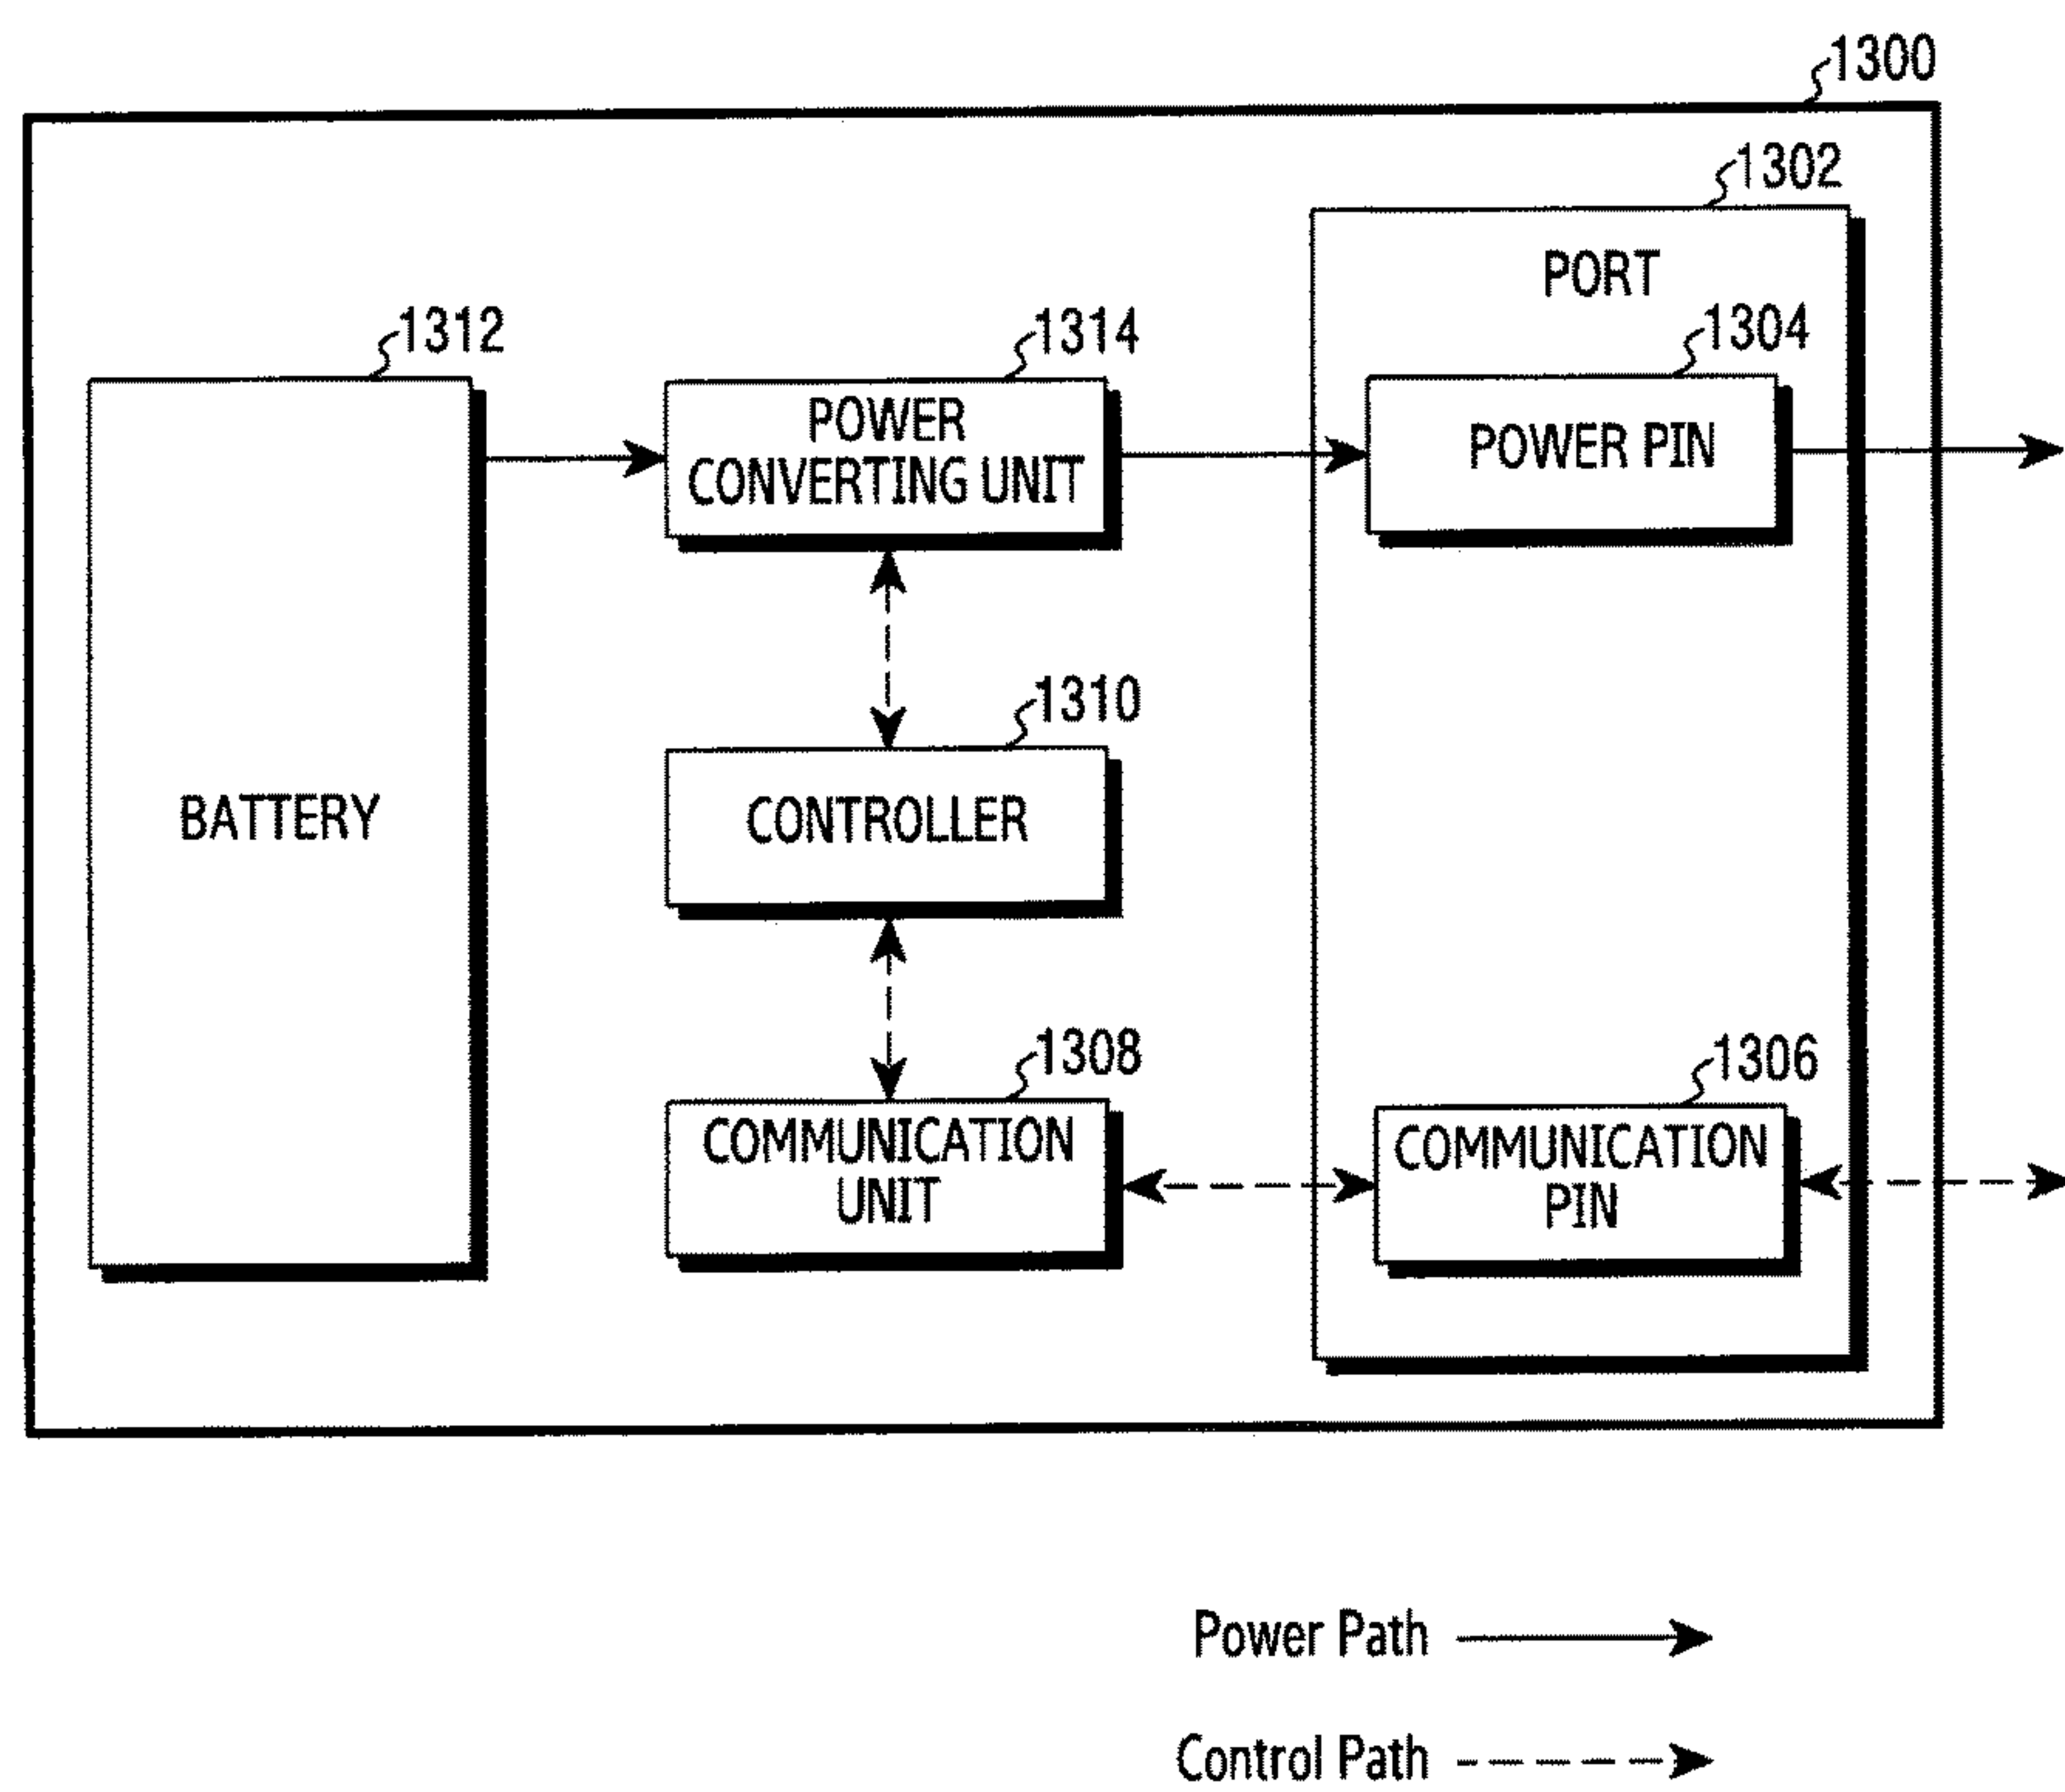 1300
1302
PORT
1312
1314
1304
POWER
CONVERTING UNIT
POWER PIN
1310
BATTERY
CONTROLLER
1308
1306
COMMUNICATION
UNIT
COMMUNICATION
PIN
Power Path
Control Path